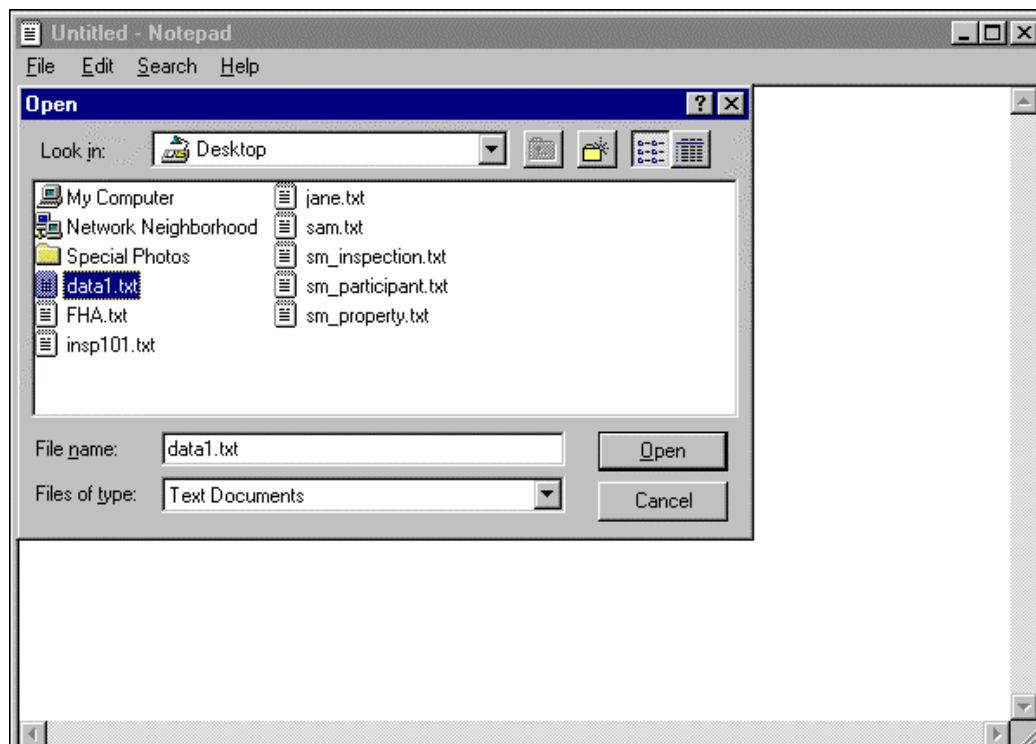 Untitled - Notepad
File Edit Search Help
Open
Look in: Desktop
My Computer
Network Neighborhood
Special Photos
data1.txt
FHA.txt
insp101.txt
jane.txt
sam.txt
sm_inspection.txt
sm_participant.txt
sm_property.txt
File name: data1.txt Open
Files of type: Text Documents Cancel